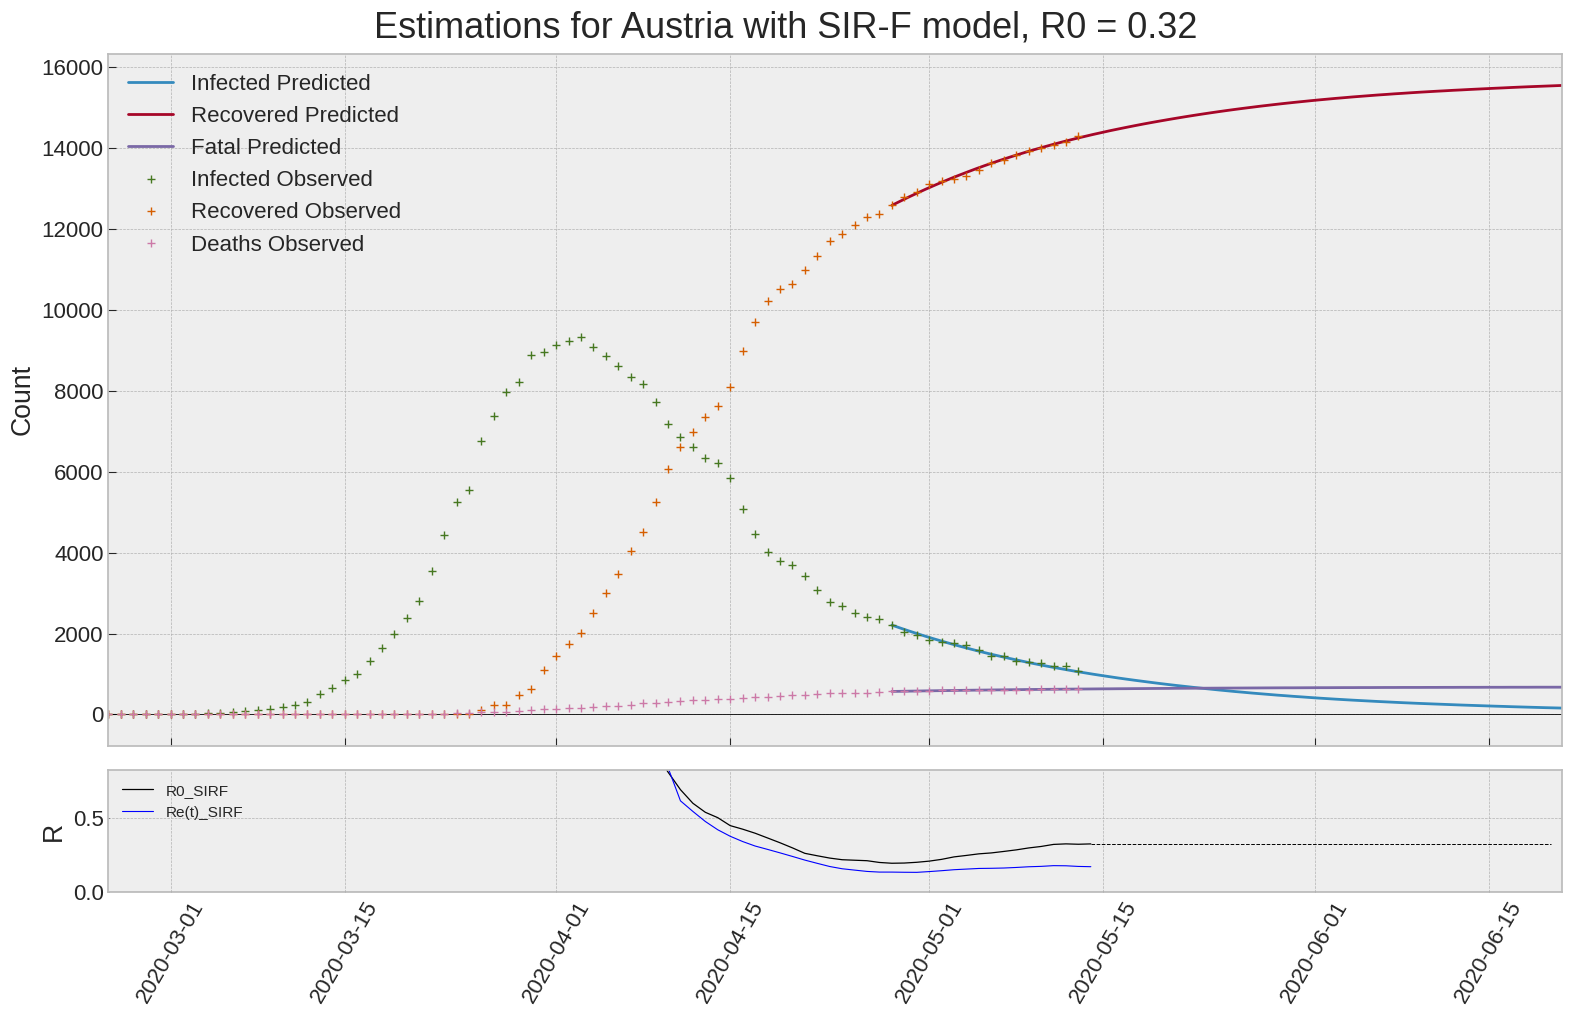 Estimations for Austria with SIR-F model, R0 = 0.32
16000
14000
12000
10000
8000
6000
4000
2000
0
Count
Infected Predicted
Recovered Predicted
Fatal Predicted
Infected Observed
Recovered Observed
Deaths Observed
0.5
0.0
R
R0_SIRF
Re(t)_SIRF
2020-03-01
2020-03-15
2020-04-01
2020-04-15
2020-05-01
2020-05-15
2020-06-01
2020-06-15